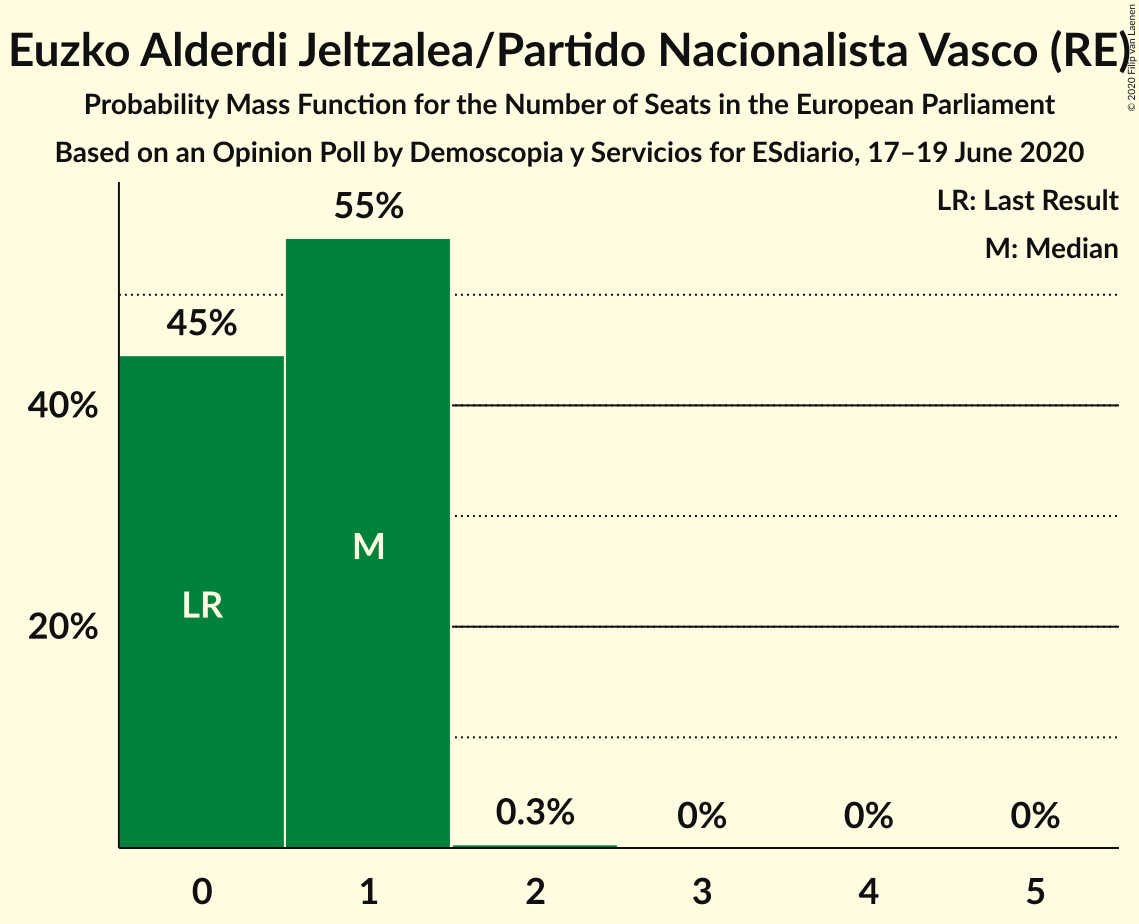 Euzko Alderdi Jeltzalea/Partido Nacionalista Vasco (RE)
© 2020 Filip van Laenen
Probability Mass Function for the Number of Seats in the European Parliament
Based on an Opinion Poll by Demoscopia y Servicios for ESdiario, 17–19 June 2020
LR: Last Result
M: Median
55%
45%
40%
M
LR
20%
0.3%
0%
0%
0%
0
1
2
3
4
5